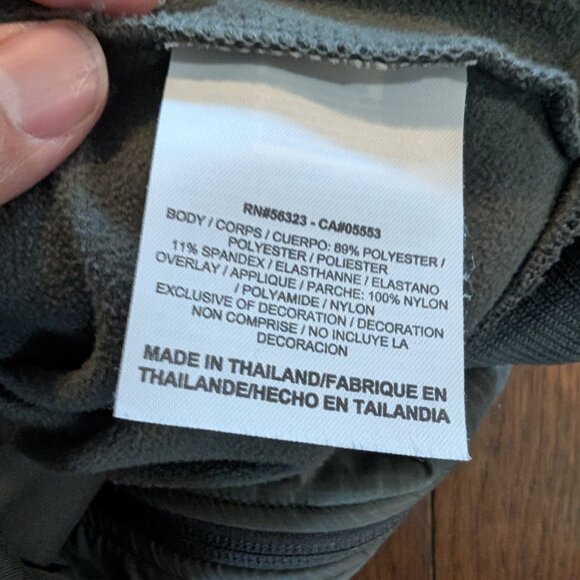 RN#56323 - CA#05553
BODY / CORPS / CUERPO: 89% POLYESTER /
POLYESTER / POLIESTER
11% SPANDEX / ELASTHANNE / ELASTANO
OVERLAY / APPLIQUE / PARCHE: 100% NYLON
/ POLYAMIDE / NYLON
EXCLUSIVE OF DECORATION / DECORATION
NON COMPRISE / NO INCLUYE LA
DECORACION
MADE IN THAILAND/FABRIQUE EN
THAILANDE/HECHO EN TAILANDIA